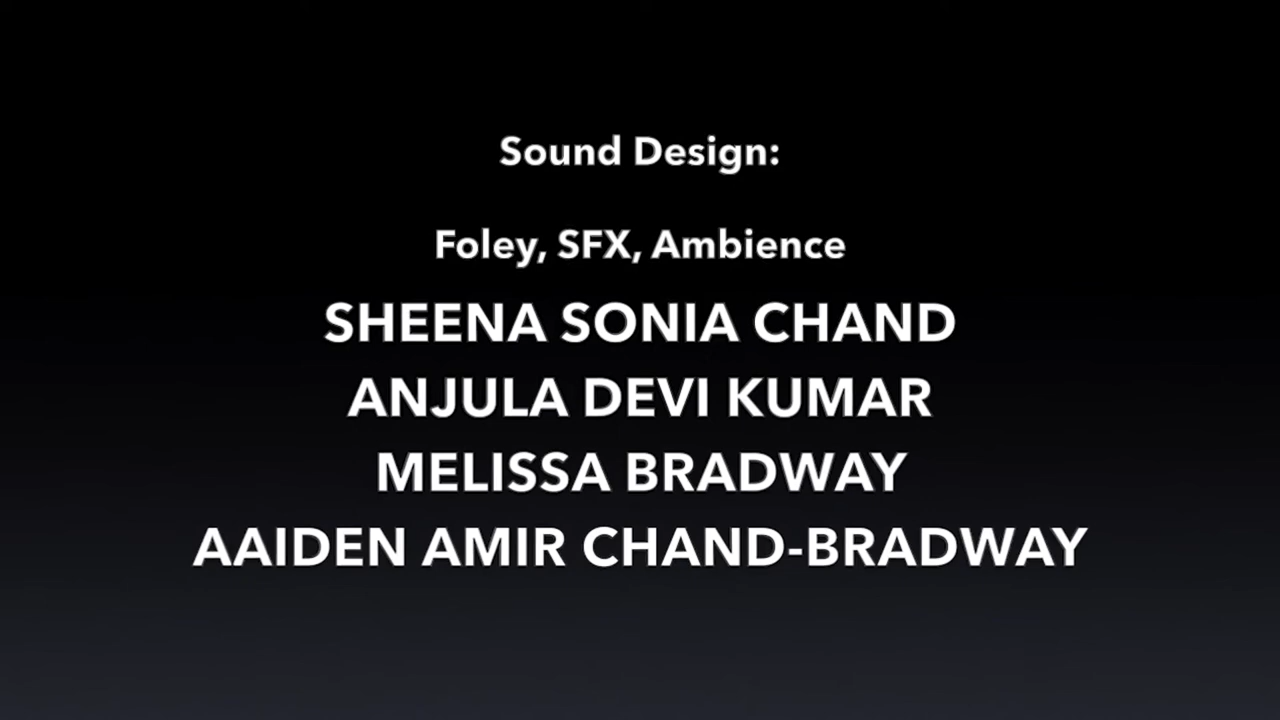 Sound Design:
Foley, SFX, Ambience
SHEENA SONIA CHAND
ANJULA DEVI KUMAR
MELISSA BRADWAY
AAIDEN AMIR CHAND-BRADWAY